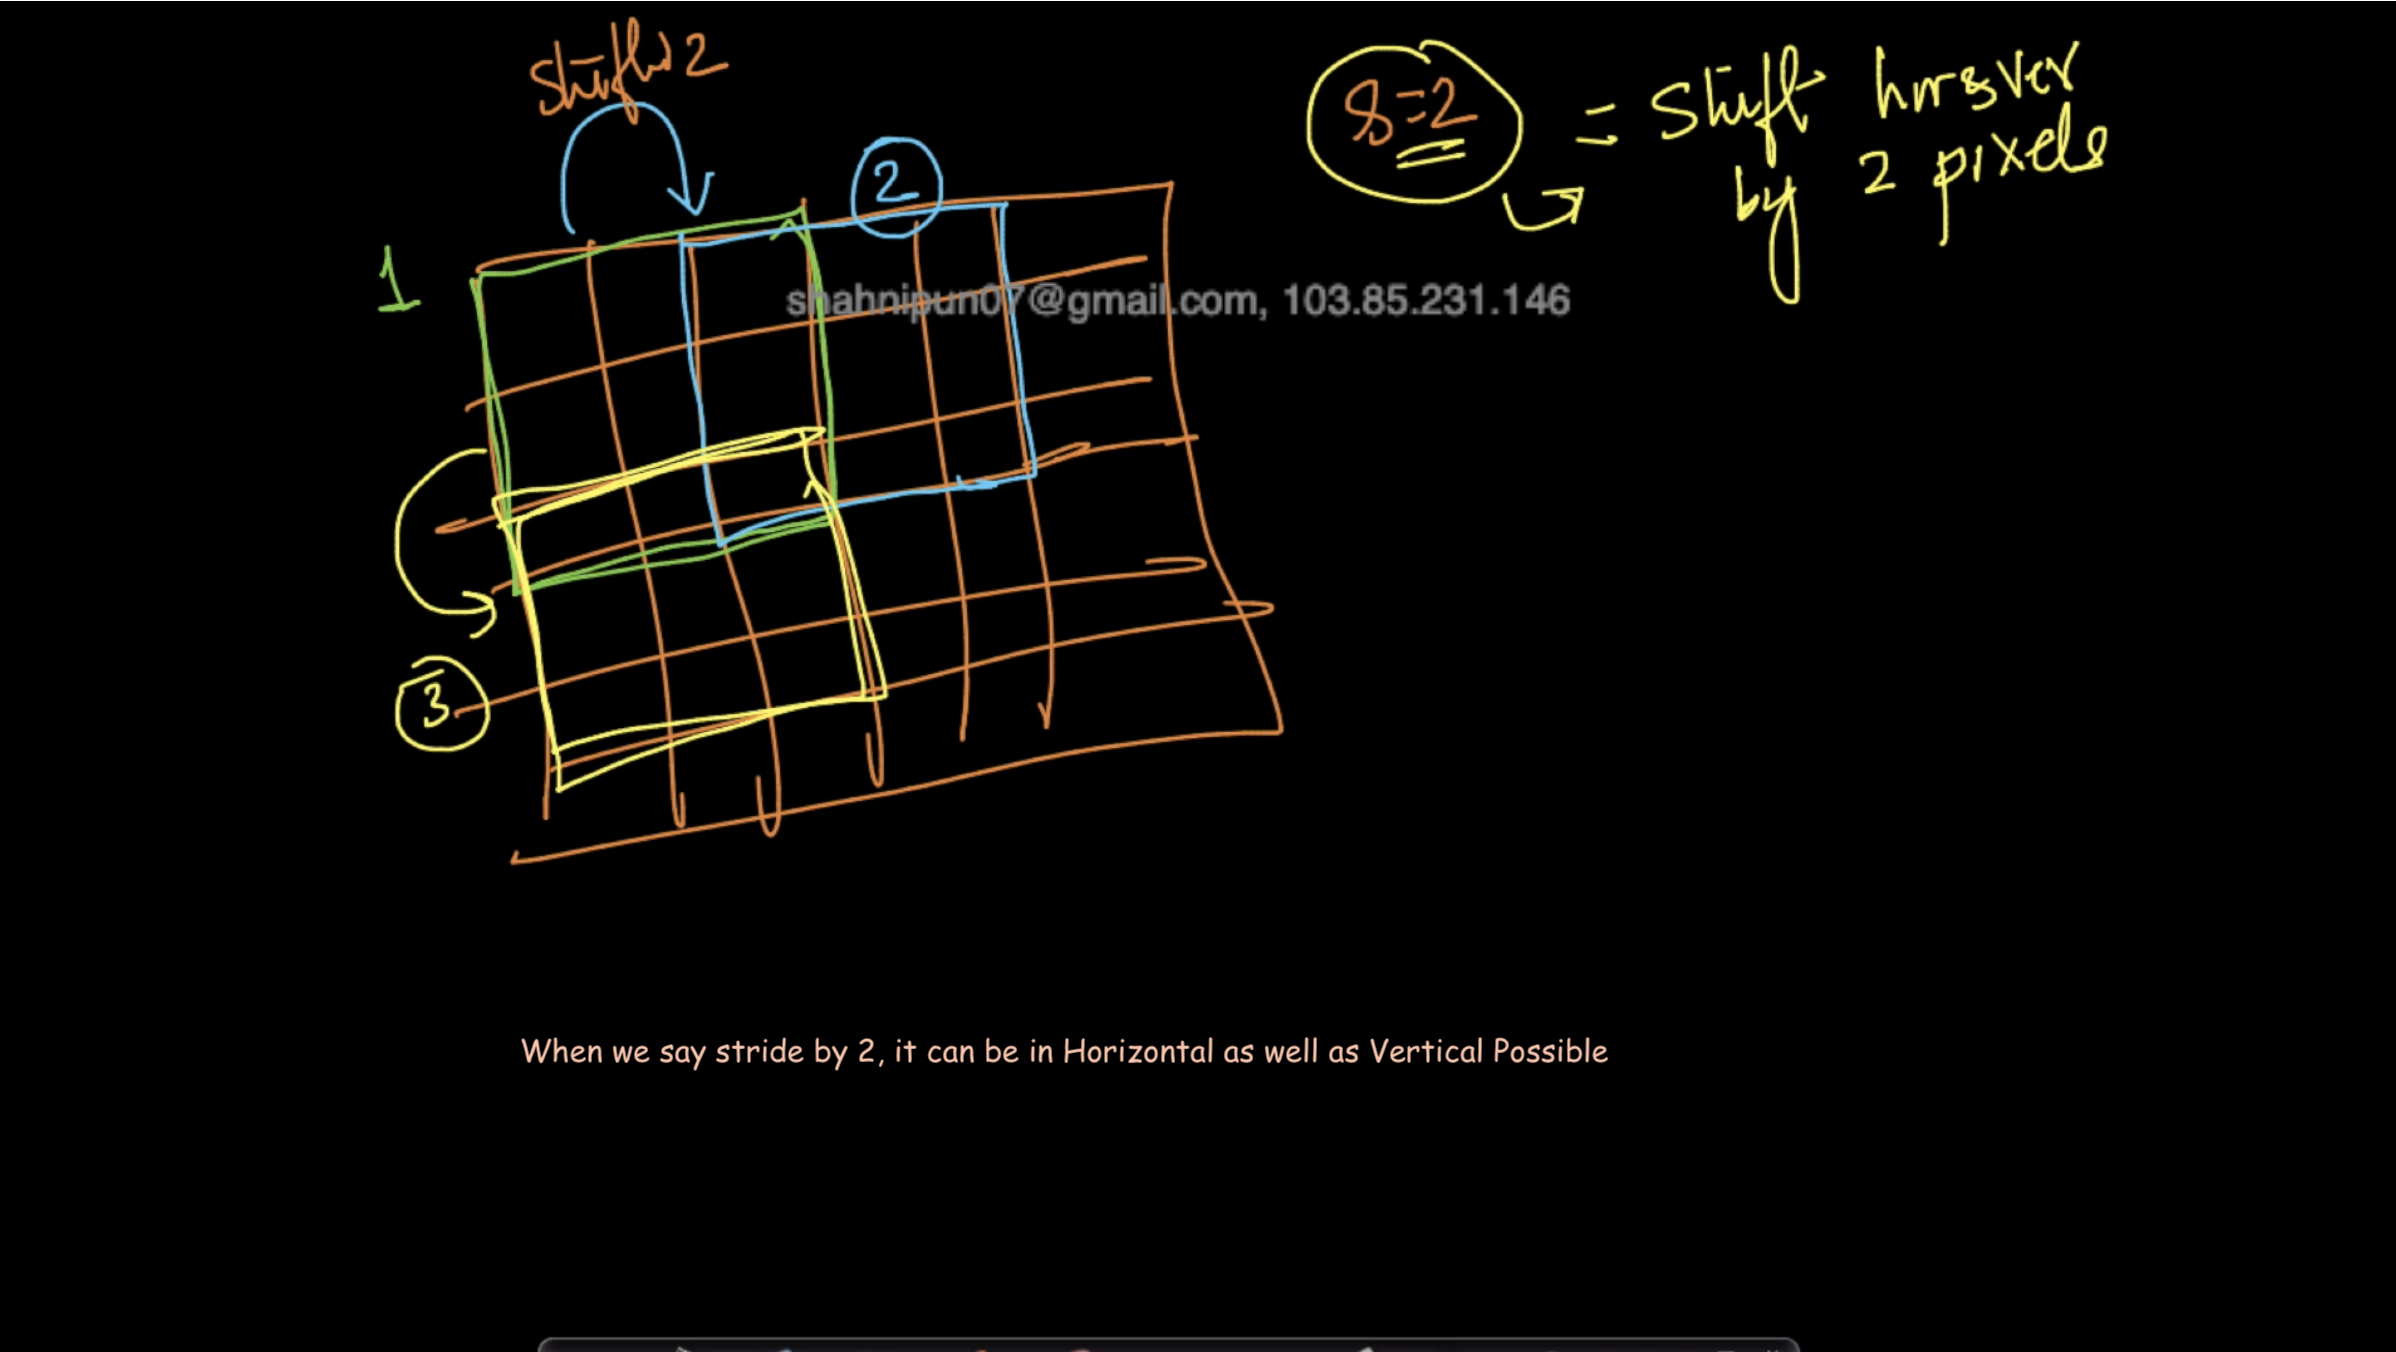 Shift 2
S=2 = Shift hor & ver
by 2 pixels
2
1
shahnipun07@gmail.com, 103.85.231.146
3
When we say stride by 2, it can be in Horizontal as well as Vertical Possible